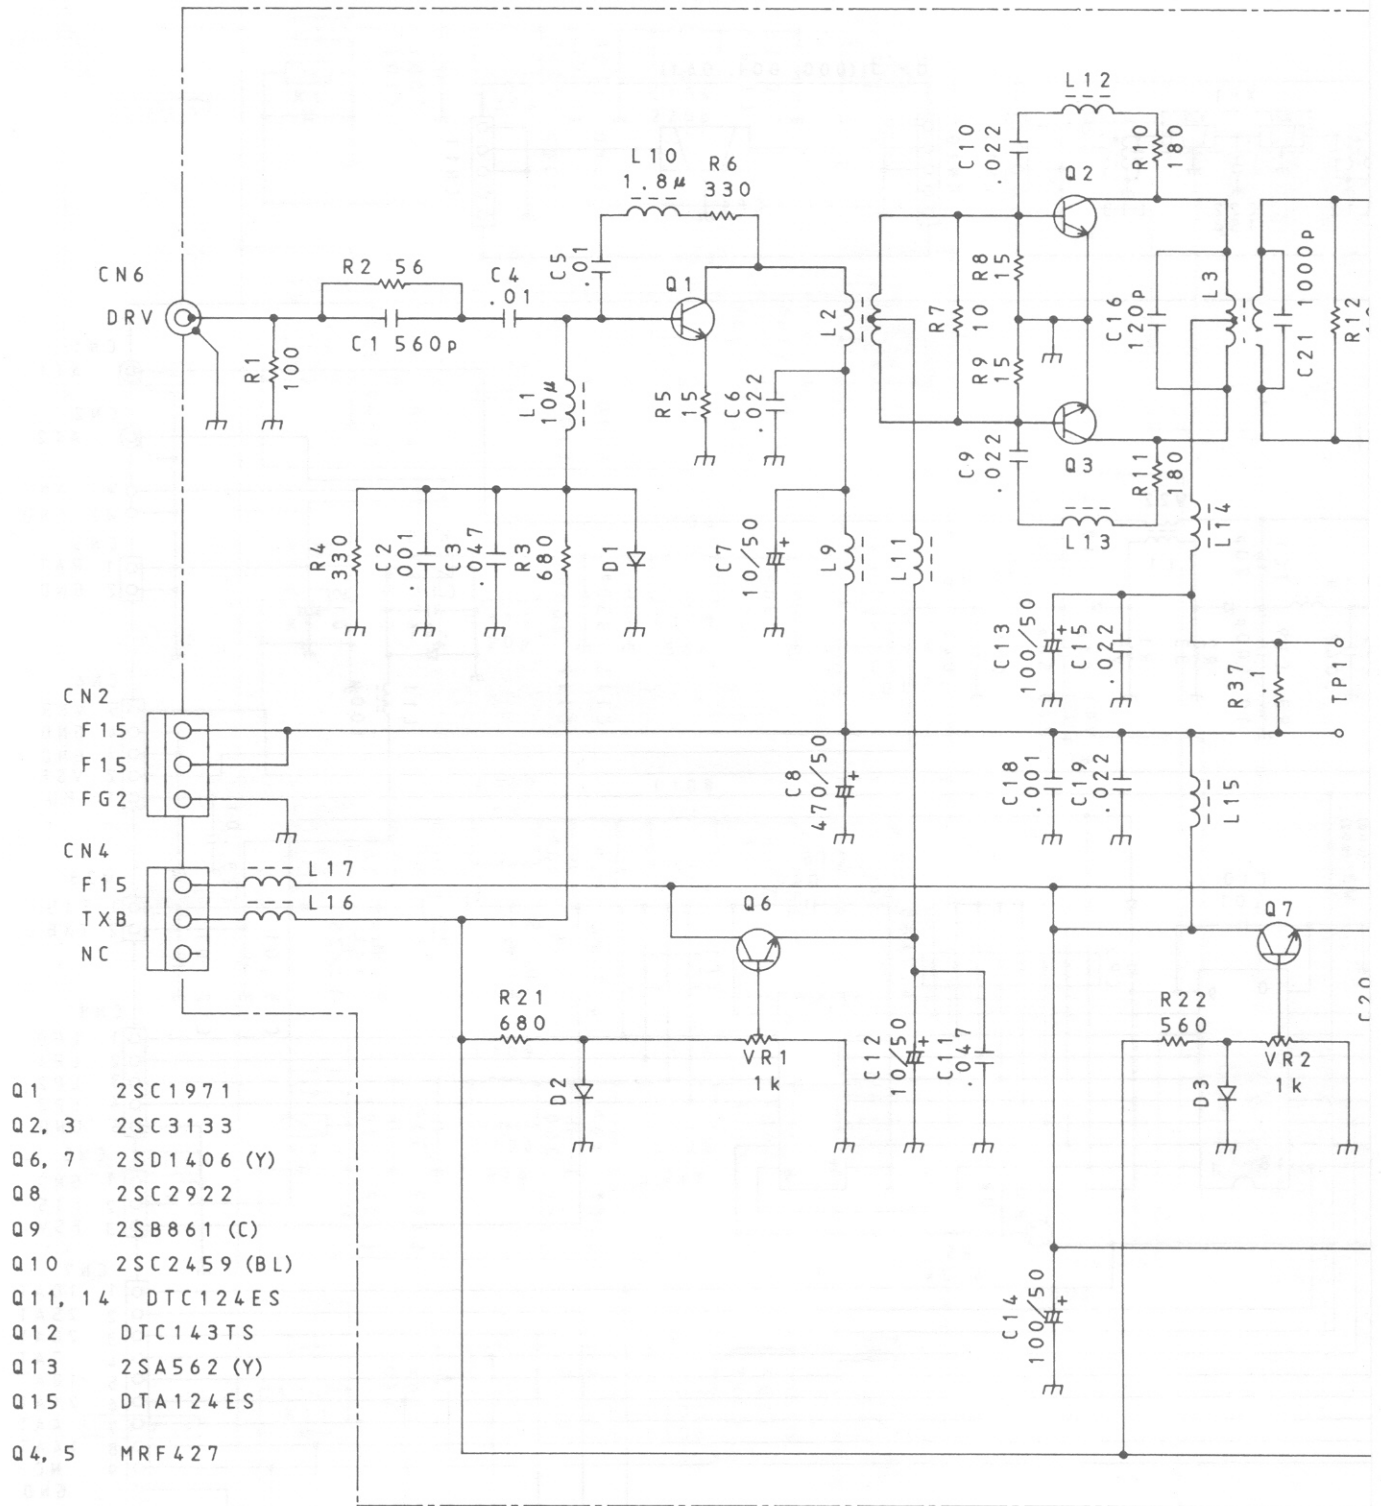 L12
C10
.022
R10
180
L10
1.8μ
R6
330
Q2
CN6
DRV
R2 56
C4
.01
C5
.01
Q1
R8
15
C16
120p
L3
C21 1000p
C1 560p
R1
100
L2
R7
10
R9
15
R12
L1
10μ
R5
15
C6
.022
C9
.022
Q3
R11
180
R4
330
C2
.001
C3
.047
R3
680
D1
C7
10/50
+
L9
L11
L13
L14
C13
100/50
+
C15
.022
R37
.1
TP1
CN2
F15
F15
FG2
C8
470/50
+
C18
.001
C19
.022
L15
CN4
F15
TXB
NC
L17
L16
Q6
Q7
R21
680
VR1
1k
C12
10/50
+
C11
.047
R22
560
VR2
1k
C20
D2
D3
C14
100/50
+
Q1 2SC1971
Q2, 3 2SC3133
Q6, 7 2SD1406 (Y)
Q8 2SC2922
Q9 2SB861 (C)
Q10 2SC2459 (BL)
Q11, 14 DTC124ES
Q12 DTC143TS
Q13 2SA562 (Y)
Q15 DTA124ES
Q4, 5 MRF427